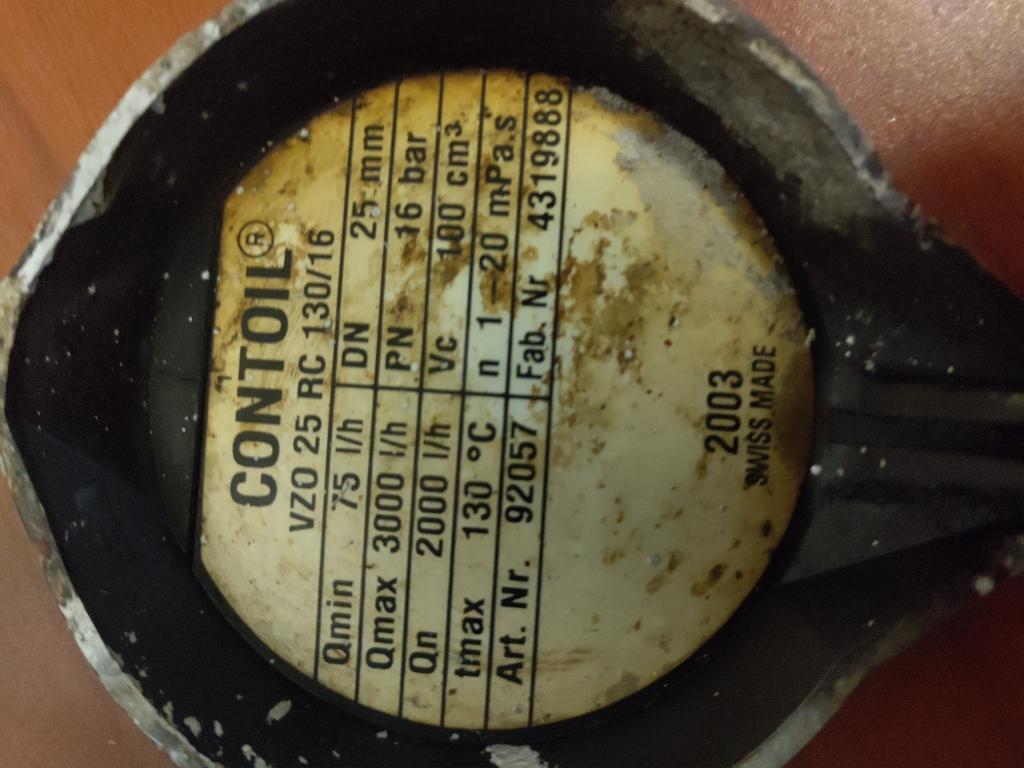 CONTOIL®
VZO 25 RC 130/16
Qmin 75 l/h DN 25 mm
Qmax 3000 l/h PN 16 bar
Qn 2000 l/h Vc 100 cm³
tmax 130 °C n 1-20 mPa.s
Art. Nr. 92057 Fab. Nr 4319888
2003
SWISS MADE